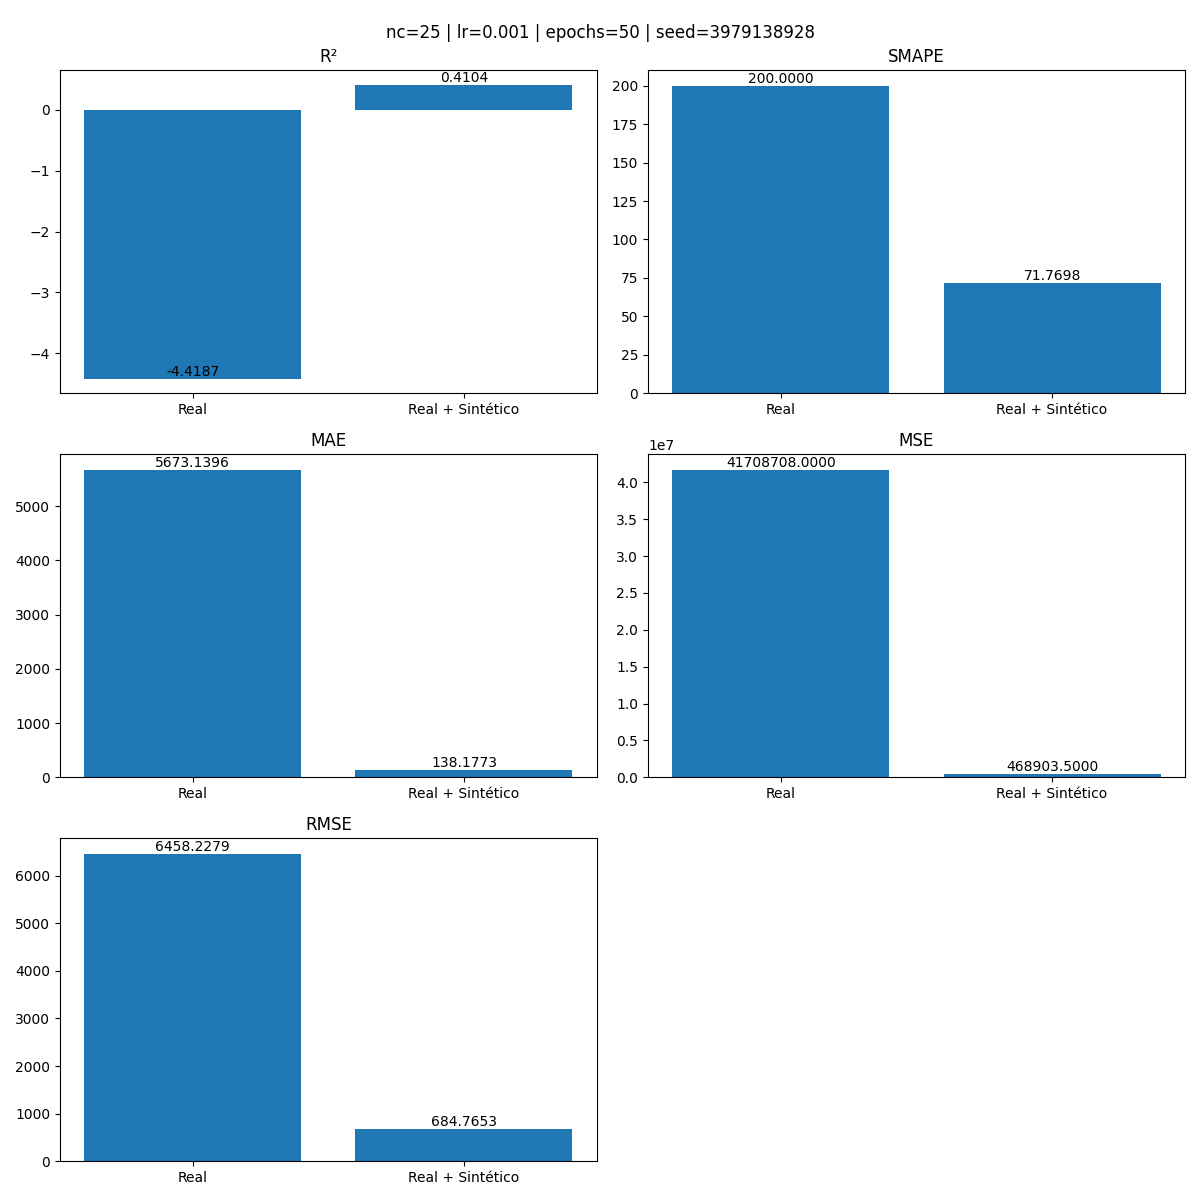 nc=25 | lr=0.001 | epochs=50 | seed=3979138928
R²
0.4104
0
−1
−2
−3
−4
-4.4187
Real
Real + Sintético
SMAPE
200.0000
200
175
150
125
100
75
71.7698
50
25
0
Real
Real + Sintético
MAE
5673.1396
5000
4000
3000
2000
1000
138.1773
0
Real
Real + Sintético
MSE
1e7
41708708.0000
4.0
3.5
3.0
2.5
2.0
1.5
1.0
0.5
468903.5000
0.0
Real
Real + Sintético
RMSE
6458.2279
6000
5000
4000
3000
2000
1000
684.7653
0
Real
Real + Sintético